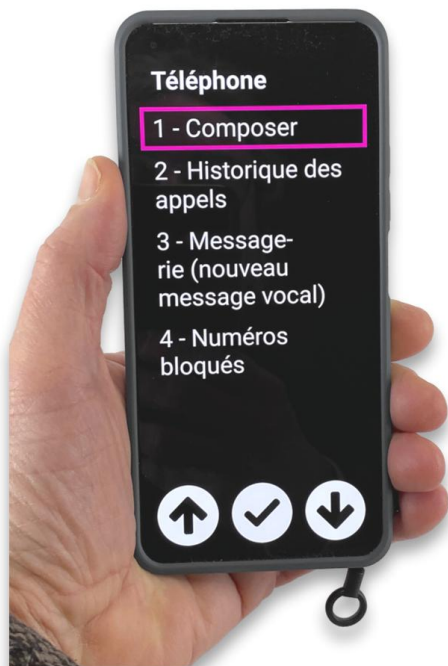 Téléphone
1 - Composer
2 - Historique des
appels
3 - Message-
rie (nouveau
message vocal)
4 - Numéros
bloqués